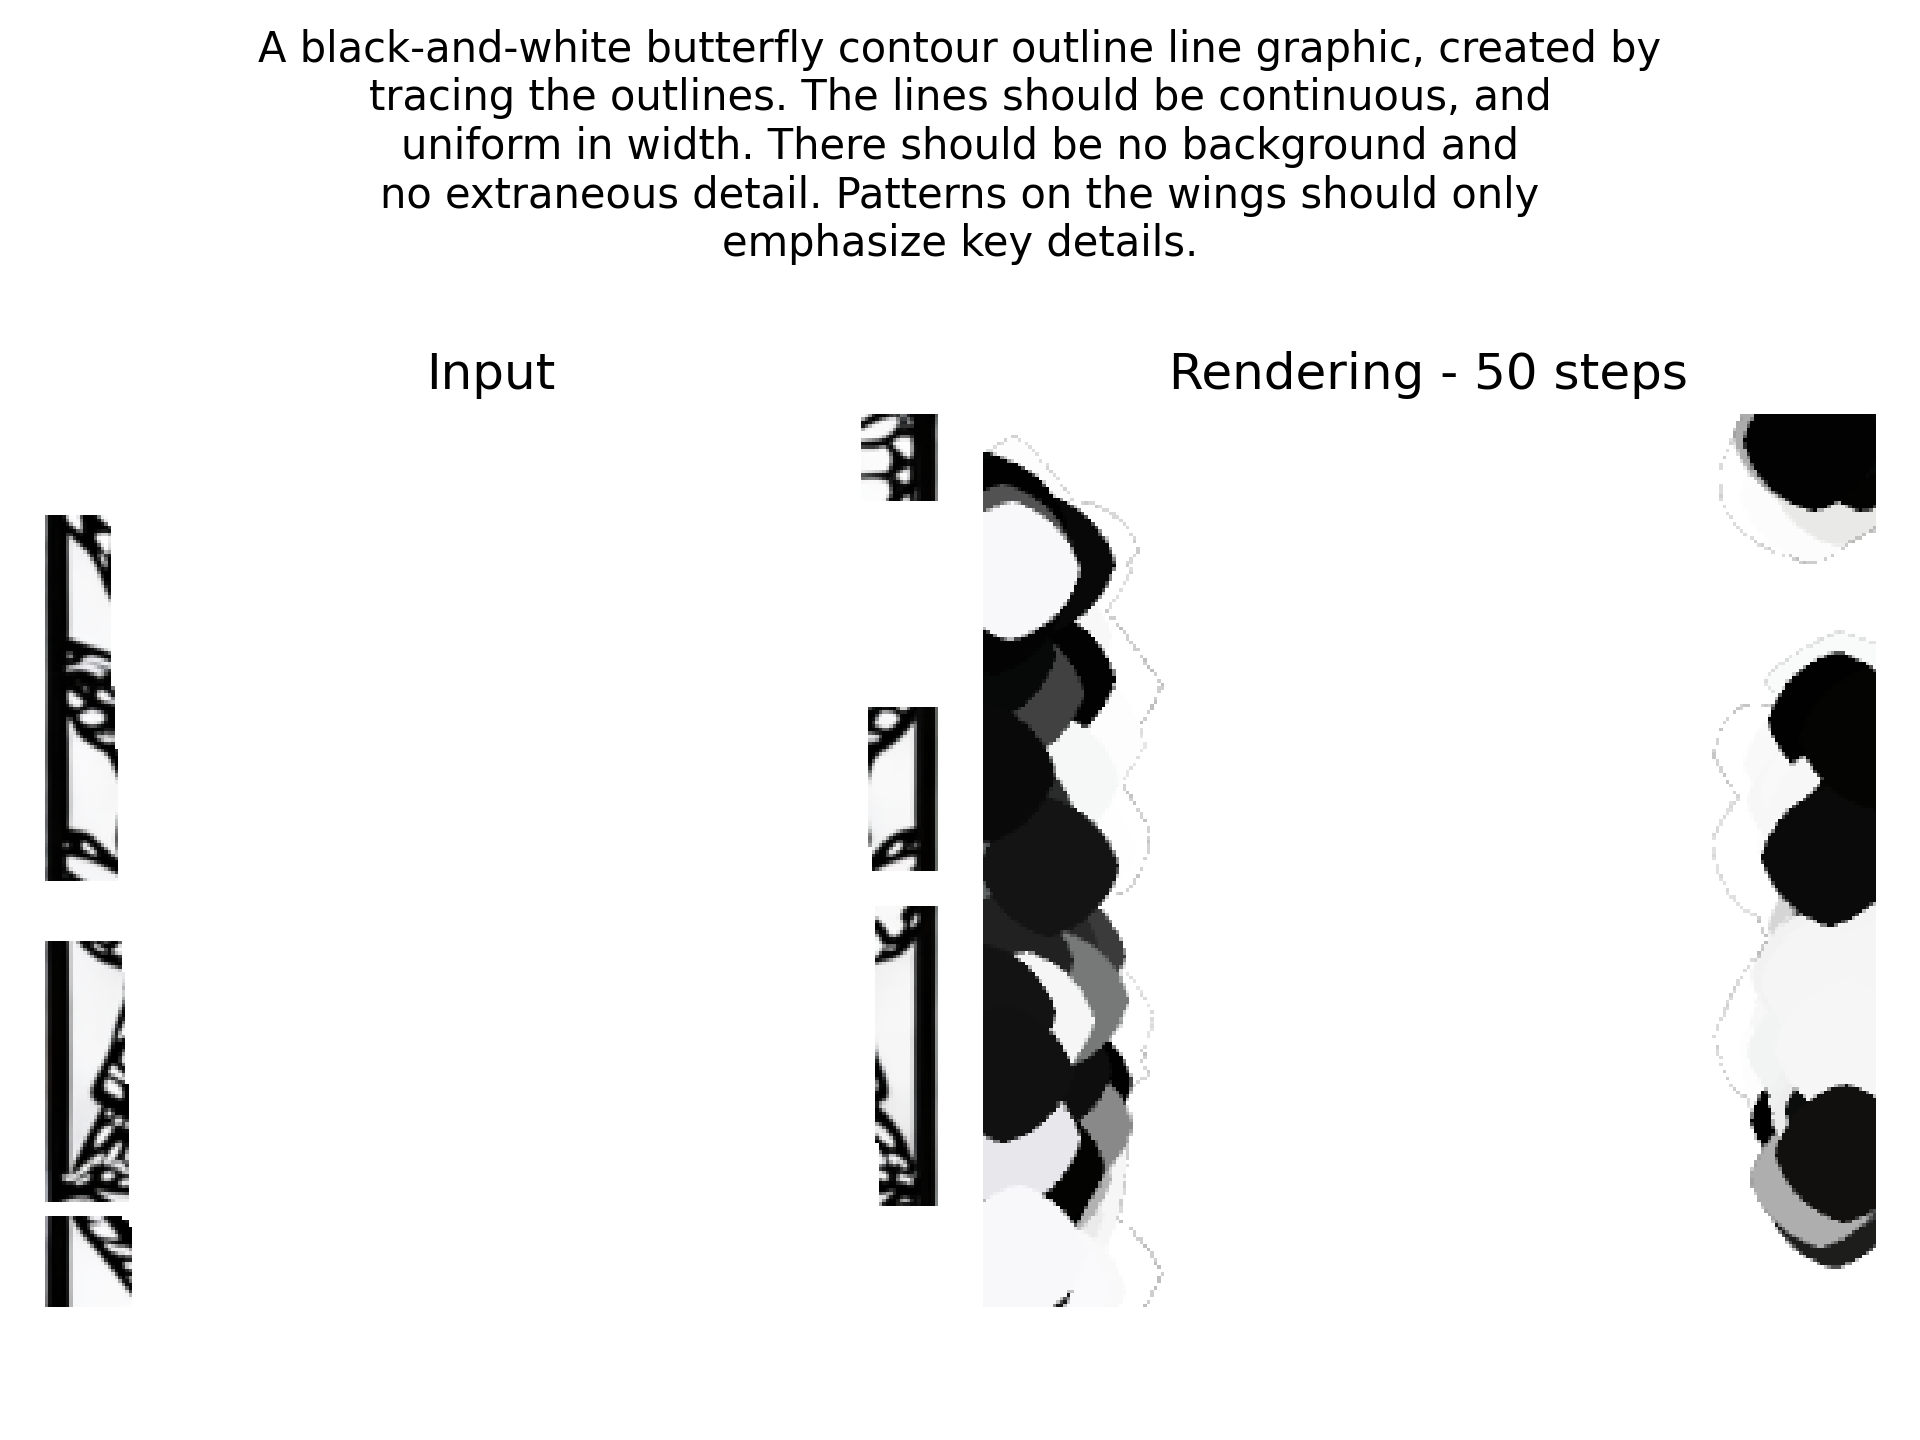 A black-and-white butterfly contour outline line graphic, created by
tracing the outlines. The lines should be continuous, and
uniform in width. There should be no background and
no extraneous detail. Patterns on the wings should only
emphasize key details.
Input
Rendering - 50 steps